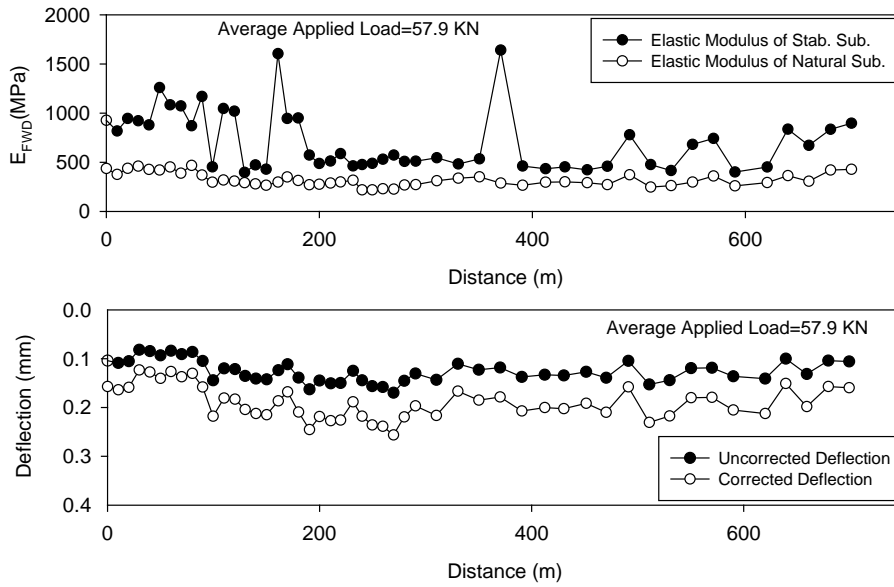 Average Applied Load=57.9 KN
Elastic Modulus of Stab. Sub.
Elastic Modulus of Natural Sub.
E_FWD(MPa)
2000
1500
1000
500
0
0
200
400
600
Distance (m)
Average Applied Load=57.9 KN
Deflection (mm)
0.0
0.1
0.2
0.3
0.4
Uncorrected Deflection
Corrected Deflection
0
200
400
600
Distance (m)